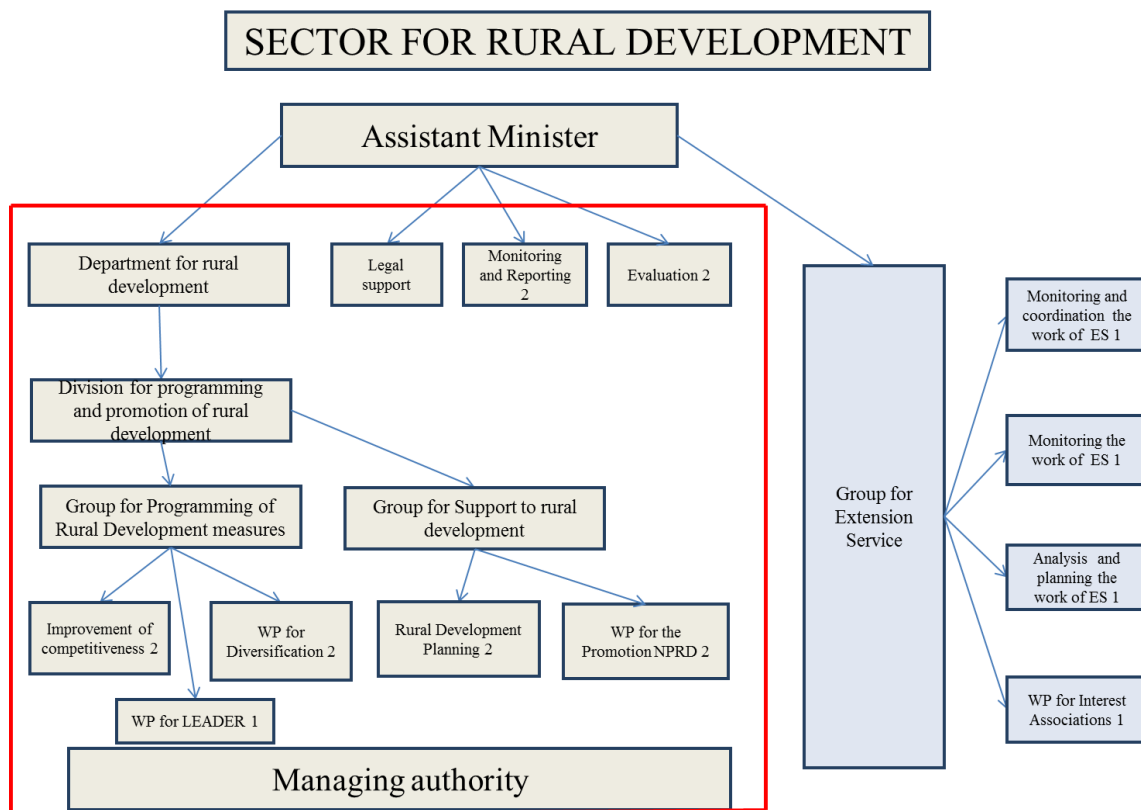 SECTOR FOR RURAL DEVELOPMENT
Assistant Minister
Department for rural
development
Legal
support
Monitoring
and Reporting
2
Evaluation 2
Division for programming
and promotion of rural
development
Group for Programming of
Rural Development measures
Group for Support to rural
development
Improvement of
competitiveness 2
WP for
Diversification 2
Rural Development
Planning 2
WP for the
Promotion NPRD 2
WP for LEADER 1
Managing authority
Group for
Extension
Service
Monitoring and
coordination the
work of ES 1
Monitoring the
work of ES 1
Analysis and
planning the
work of ES 1
WP for Interest
Associations 1